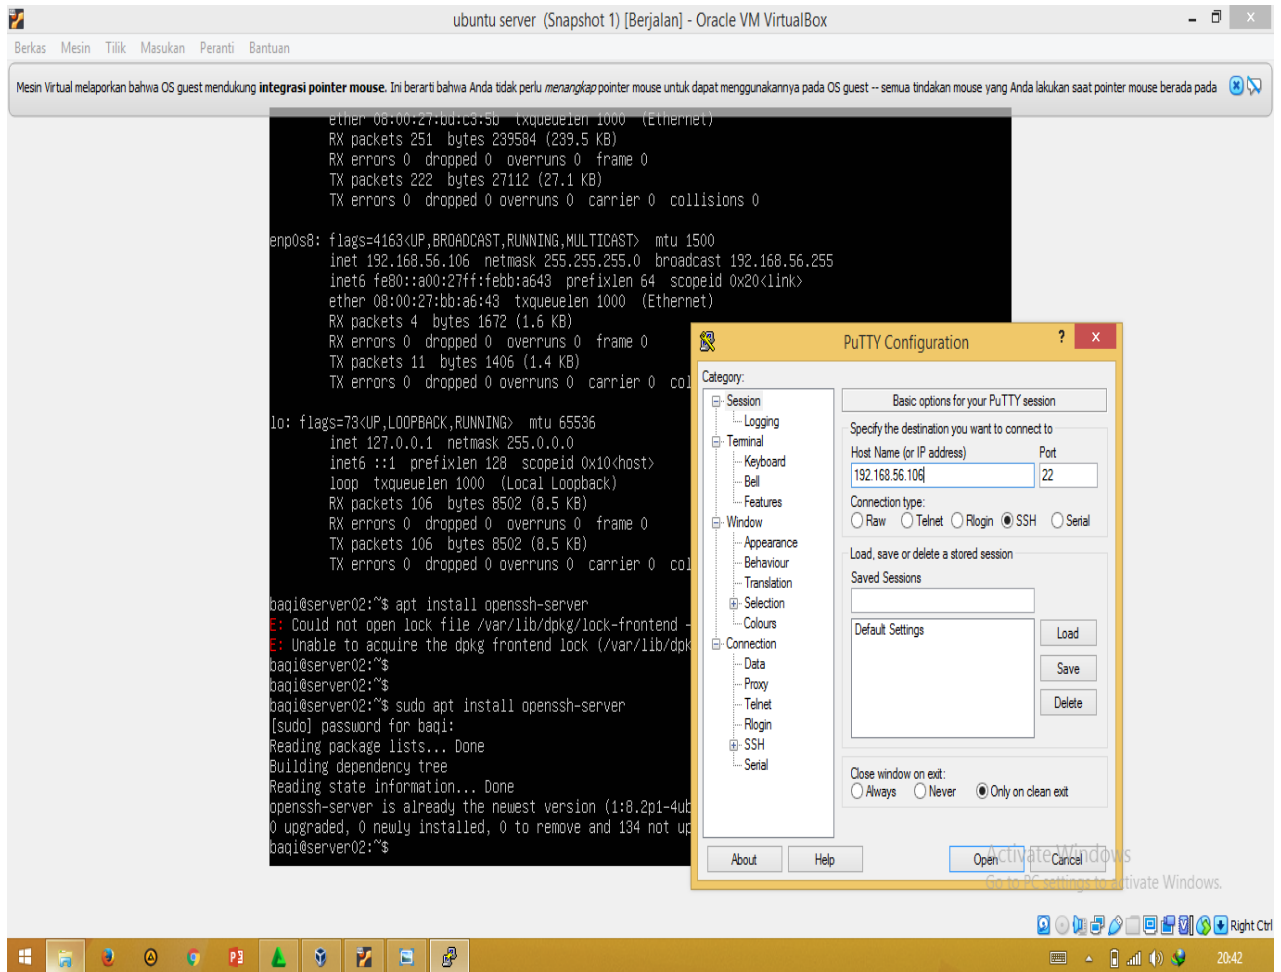 ubuntu server (Snapshot 1) [Berjalan] - Oracle VM VirtualBox
Berkas Mesin Tilik Masukan Peranti Bantuan
Mesin Virtual melaporkan bahwa OS guest mendukung integrasi pointer mouse. Ini berarti bahwa Anda tidak perlu menangkap pointer mouse untuk dapat menggunakannya pada OS guest -- semua tindakan mouse yang Anda lakukan saat pointer mouse berada pada
ether 08:00:27:bd:c3:5b txqueuelen 1000 (Ethernet)
RX packets 251 bytes 239584 (239.5 KB)
RX errors 0 dropped 0 overruns 0 frame 0
TX packets 222 bytes 27112 (27.1 KB)
TX errors 0 dropped 0 overruns 0 carrier 0 collisions 0
enp0s8: flags=4163<UP,BROADCAST,RUNNING,MULTICAST> mtu 1500
inet 192.168.56.106 netmask 255.255.255.0 broadcast 192.168.56.255
inet6 fe80::a00:27ff:febb:a643 prefixlen 64 scopeid 0x20<link>
ether 08:00:27:bb:a6:43 txqueuelen 1000 (Ethernet)
RX packets 4 bytes 1672 (1.6 KB)
RX errors 0 dropped 0 overruns 0 frame 0
TX packets 11 bytes 1406 (1.4 KB)
TX errors 0 dropped 0 overruns 0 carrier 0 col
lo: flags=73<UP,LOOPBACK,RUNNING> mtu 65536
inet 127.0.0.1 netmask 255.0.0.0
inet6 ::1 prefixlen 128 scopeid 0x10<host>
loop txqueuelen 1000 (Local Loopback)
RX packets 106 bytes 8502 (8.5 KB)
RX errors 0 dropped 0 overruns 0 frame 0
TX packets 106 bytes 8502 (8.5 KB)
TX errors 0 dropped 0 overruns 0 carrier 0 col
baqi@server02:~$ apt install openssh-server
E: Could not open lock file /var/lib/dpkg/lock-frontend -
E: Unable to acquire the dpkg frontend lock (/var/lib/dpk
baqi@server02:~$
baqi@server02:~$
baqi@server02:~$ sudo apt install openssh-server
[sudo] password for baqi:
Reading package lists... Done
Building dependency tree
Reading state information... Done
openssh-server is already the newest version (1:8.2p1-4ub
0 upgraded, 0 newly installed, 0 to remove and 134 not up
baqi@server02:~$
PuTTY Configuration
?
Category:
Session
Logging
Terminal
Keyboard
Bell
Features
Window
Appearance
Behaviour
Translation
Selection
Colours
Connection
Data
Proxy
Telnet
Rlogin
SSH
Serial
Basic options for your PuTTY session
Specify the destination you want to connect to
Host Name (or IP address) Port
192.168.56.106 22
Connection type:
Raw Telnet Rlogin SSH Serial
Load, save or delete a stored session
Saved Sessions
Default Settings
Load
Save
Delete
Close window on exit:
Always Never Only on clean exit
About Help Open Cancel
Activate Windows
Go to PC settings to activate Windows.
Right Ctrl
20:42